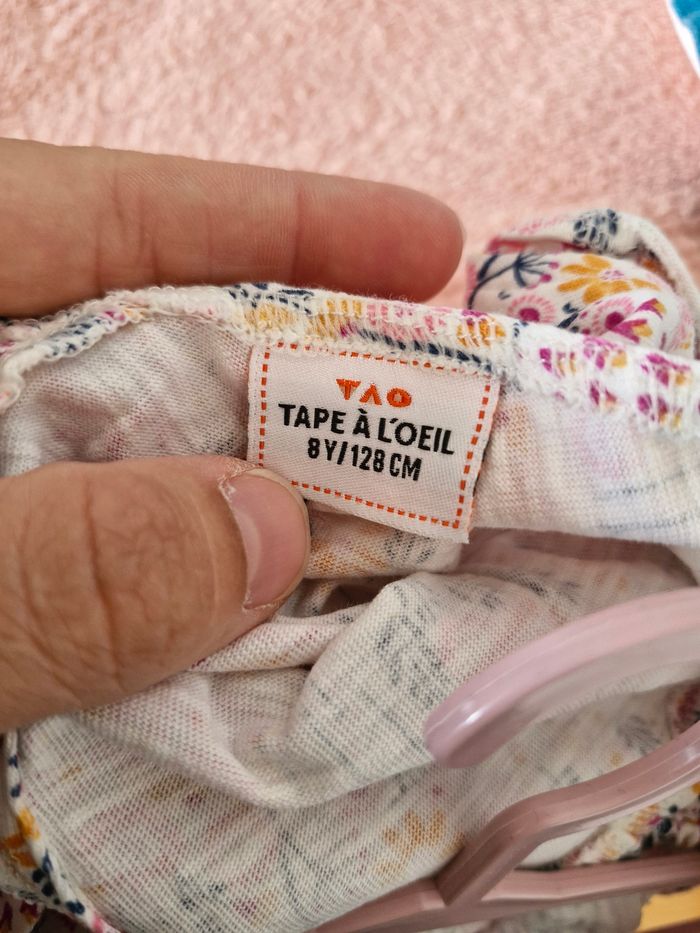 TAO
TAPE À L'OEIL
8Y/128 CM